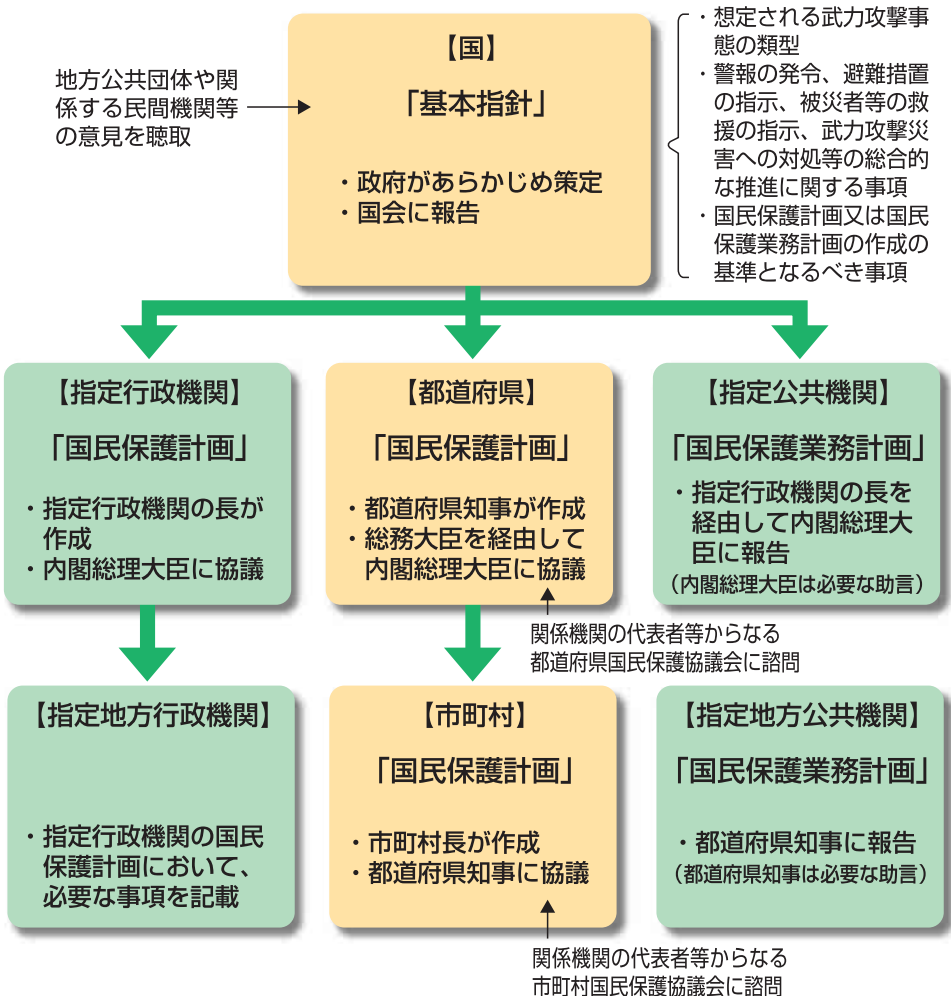 地方公共団体や関
係する民間機関等
の意見を聴取
【国】
「基本指針」
・政府があらかじめ策定
・国会に報告
・想定される武力攻撃事
態の類型
・警報の発令、避難措置
の指示、被災者等の救
援の指示、武力攻撃災
害への対処等の総合的
な推進に関する事項
・国民保護計画又は国民
保護業務計画の作成の
基準となるべき事項
【指定行政機関】
「国民保護計画」
・指定行政機関の長が
作成
・内閣総理大臣に協議
【都道府県】
「国民保護計画」
・都道府県知事が作成
・総務大臣を経由して
内閣総理大臣に協議
関係機関の代表者等からなる
都道府県国民保護協議会に諮問
【指定公共機関】
「国民保護業務計画」
・指定行政機関の長を
経由して内閣総理大
臣に報告
（内閣総理大臣は必要な助言）
【指定地方行政機関】
・指定行政機関の国民
保護計画において、
必要な事項を記載
【市町村】
「国民保護計画」
・市町村長が作成
・都道府県知事に協議
関係機関の代表者等からなる
市町村国民保護協議会に諮問
【指定地方公共機関】
「国民保護業務計画」
・都道府県知事に報告
（都道府県知事は必要な助言）